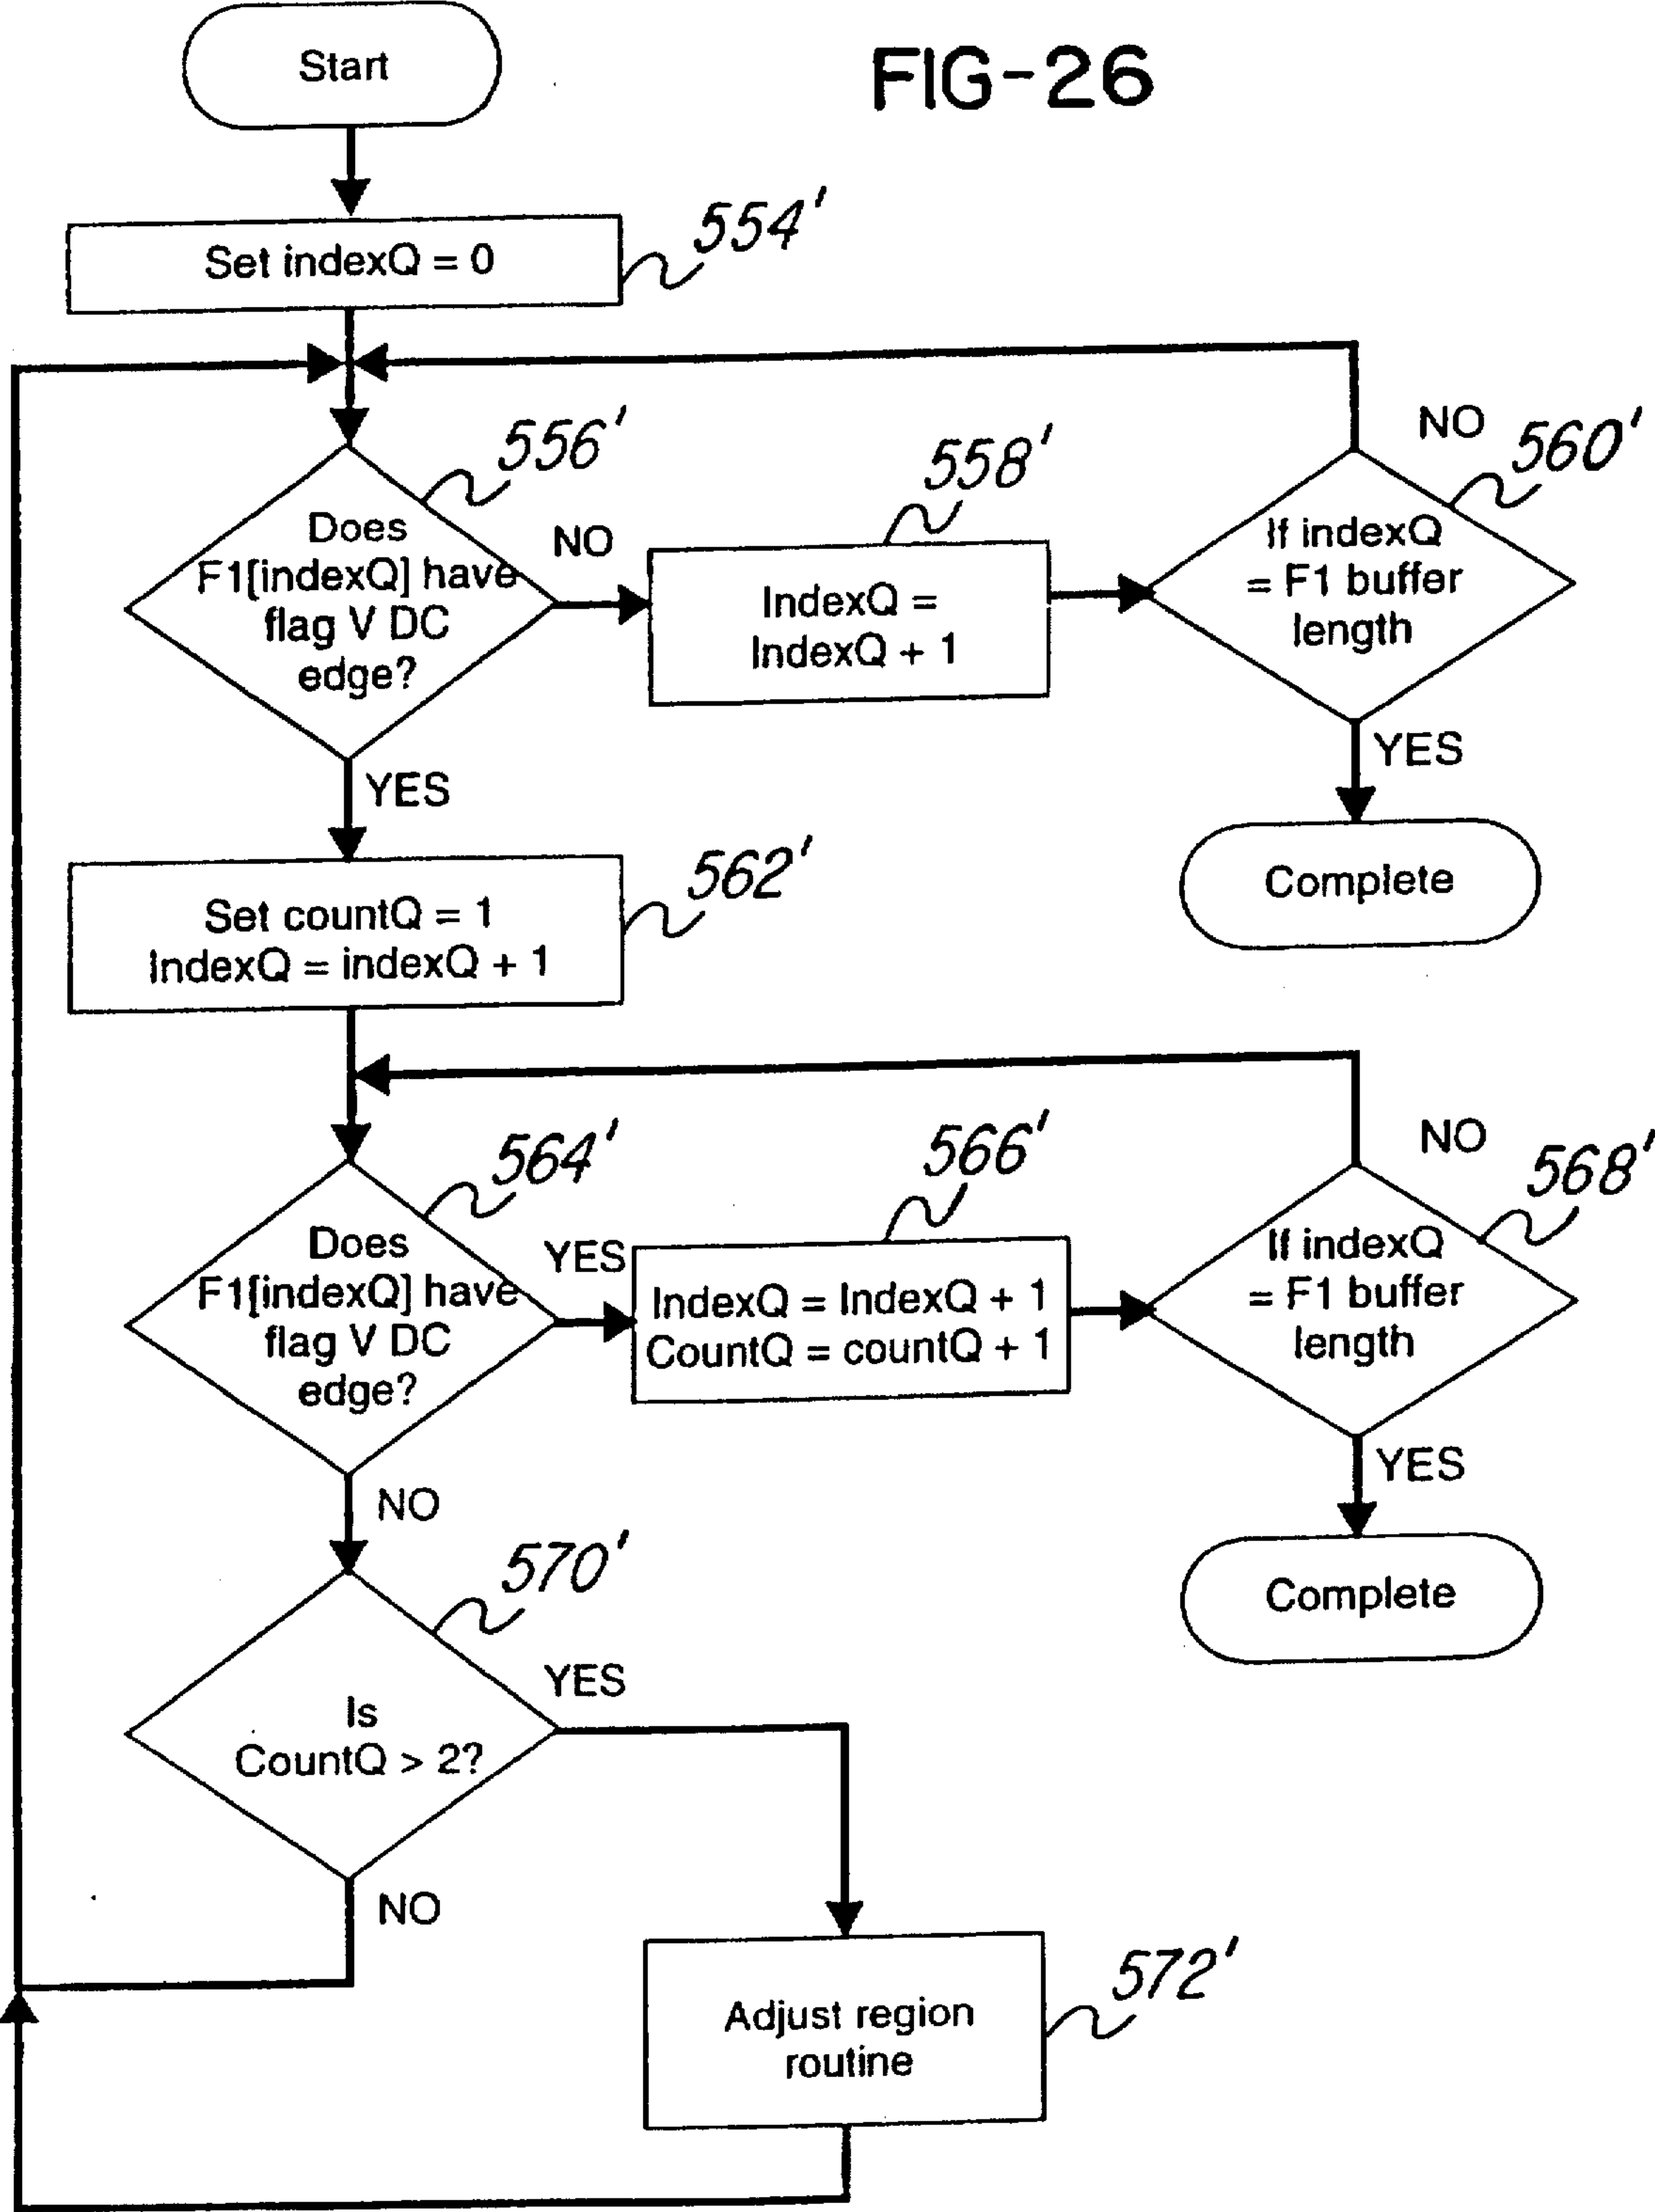 Start
FIG-26
Set indexQ = 0
554'
556'
Does
F1[indexQ] have
flag V DC
edge?
NO
558'
IndexQ =
IndexQ + 1
NO
560'
If indexQ
= F1 buffer
length
YES
YES
Complete
562'
Set countQ = 1
IndexQ = indexQ + 1
564'
Does
F1[indexQ] have
flag V DC
edge?
YES
566'
IndexQ = IndexQ + 1
CountQ = countQ + 1
NO
568'
If indexQ
= F1 buffer
length
YES
NO
Complete
570'
Is
CountQ > 2?
YES
NO
572'
Adjust region
routine